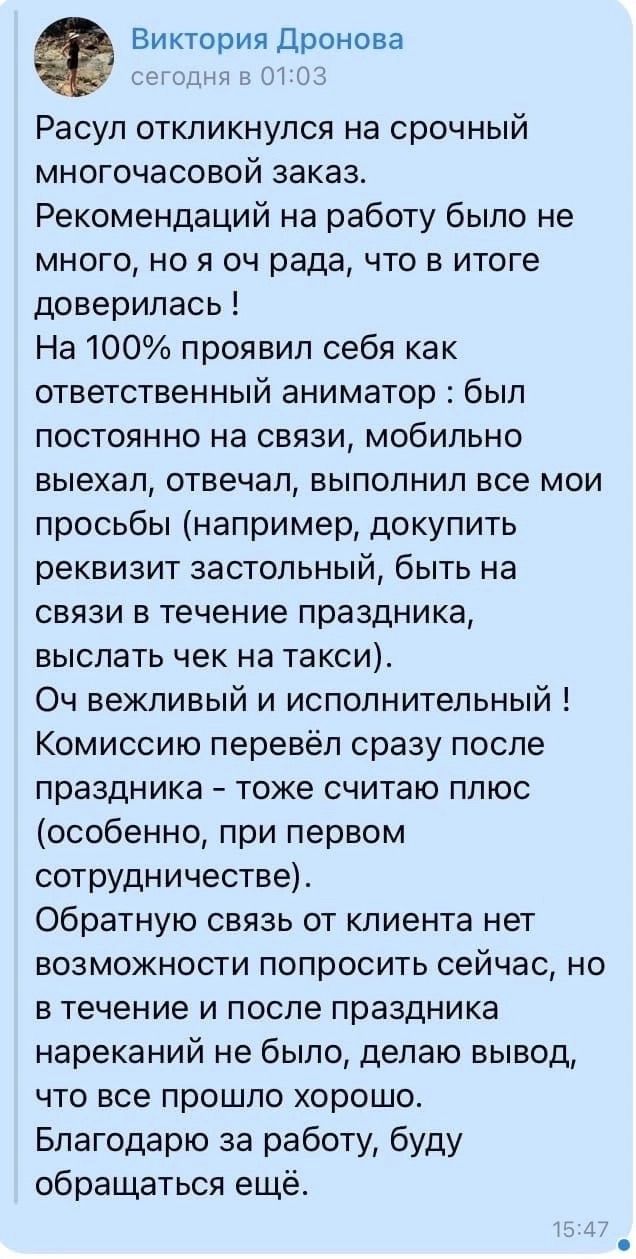 Виктория Дронова
сегодня в 01:03
Расул откликнулся на срочный
многочасовой заказ.
Рекомендаций на работу было не
много, но я оч рада, что в итоге
доверилась !
На 100% проявил себя как
ответственный аниматор : был
постоянно на связи, мобильно
выехал, отвечал, выполнил все мои
просьбы (например, докупить
реквизит застольный, быть на
связи в течение праздника,
выслать чек на такси).
Оч вежливый и исполнительный !
Комиссию перевёл сразу после
праздника - тоже считаю плюс
(особенно, при первом
сотрудничестве).
Обратную связь от клиента нет
возможности попросить сейчас, но
в течение и после праздника
нареканий не было, делаю вывод,
что все прошло хорошо.
Благодарю за работу, буду
обращаться ещё.
15:47